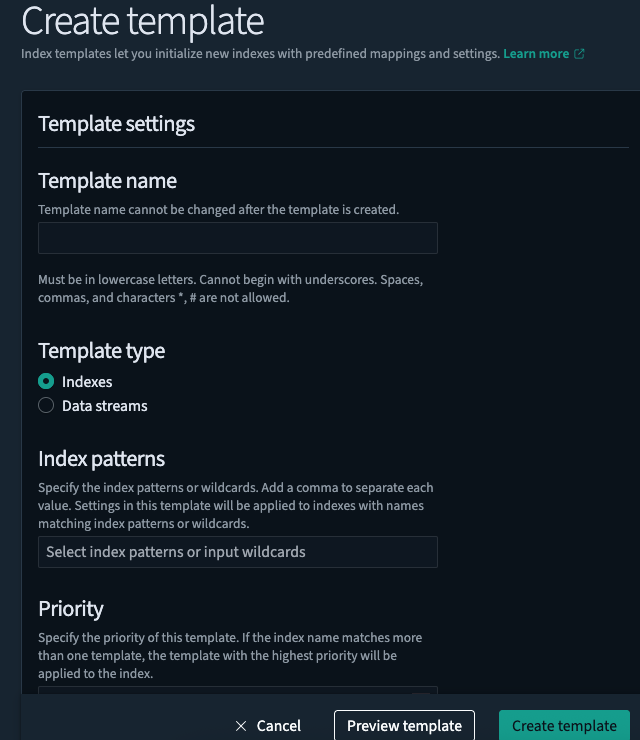 Create template
Index templates let you initialize new indexes with predefined mappings and settings. Learn more
Template settings
Template name
Template name cannot be changed after the template is created.
Must be in lowercase letters. Cannot begin with underscores. Spaces,
commas, and characters *, # are not allowed.
Template type
Indexes
Data streams
Index patterns
Specify the index patterns or wildcards. Add a comma to separate each
value. Settings in this template will be applied to indexes with names
matching index patterns or wildcards.
Select index patterns or input wildcards
Priority
Specify the priority of this template. If the index name matches more
than one template, the template with the highest priority will be
applied to the index.
Cancel Preview template Create template